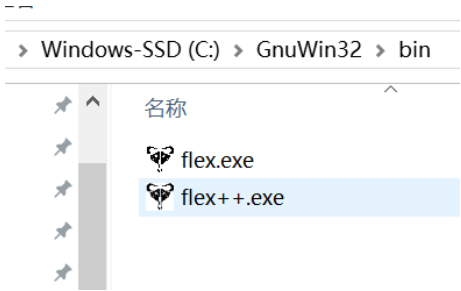 Windows-SSD (C:) > GnuWin32 > bin
名称
flex.exe
flex++.exe